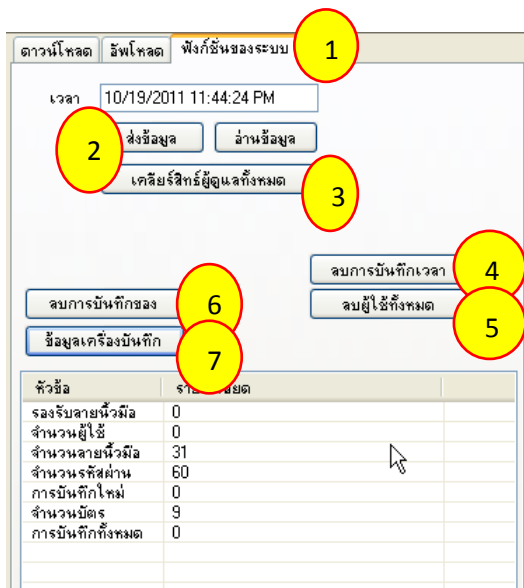 ดาวน์โหลด อัพโหลด ฟังก์ชั่นของระบบ 1
เวลา 10/19/2011 11:44:24 PM
2 ส่งข้อมูล อ่านข้อมูล
เคลียร์สิทธิ์ผู้ดูแลทั้งหมด 3
ลบการบันทึกเวลา 4
ลบการบันทึกของ 6 ลบผู้ใช้ทั้งหมด 5
ข้อมูลเครื่องบันทึก 7
หัวข้อ
รองรับลายนิ้วมือ 0
จำนวนผู้ใช้ 0
จำนวนลายนิ้วมือ 31
จำนวนรหัสผ่าน 60
การบันทึกใหม่ 0
จำนวนบัตร 9
การบันทึกทั้งหมด 0